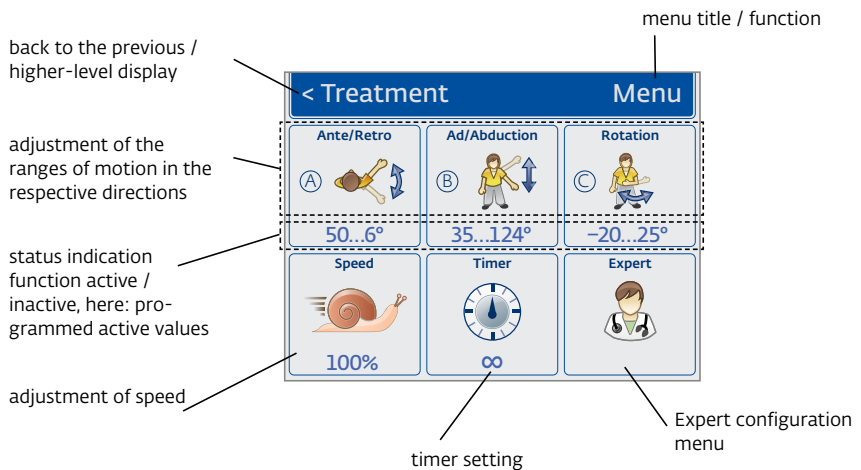 menu title / function
back to the previous /
higher-level display
< Treatment Menu
adjustment of the
ranges of motion in the
respective directions
Ante/Retro
Ad/Abduction
Rotation
A
B
C
50...6°
35...124°
−20...25°
status indication
function active /
inactive, here: pro-
grammed active values
Speed
Timer
Expert
100%
∞
adjustment of speed
timer setting
Expert configuration
menu